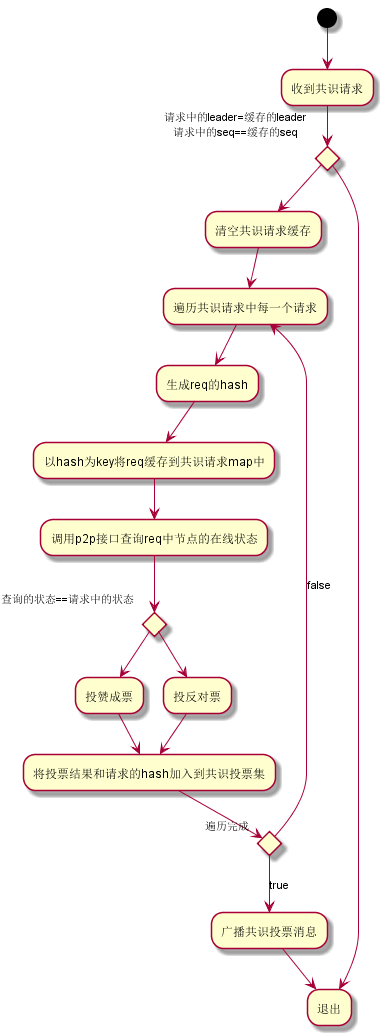 收到共识请求
请求中的leader=缓存的leader
请求中的seq==缓存的seq
清空共识请求缓存
遍历共识请求中每一个请求
生成req的hash
以hash为key将req缓存到共识请求map中
调用p2p接口查询req中节点的在线状态
false
查询的状态==请求中的状态
投赞成票
投反对票
将投票结果和请求的hash加入到共识投票集
遍历完成
true
广播共识投票消息
退出